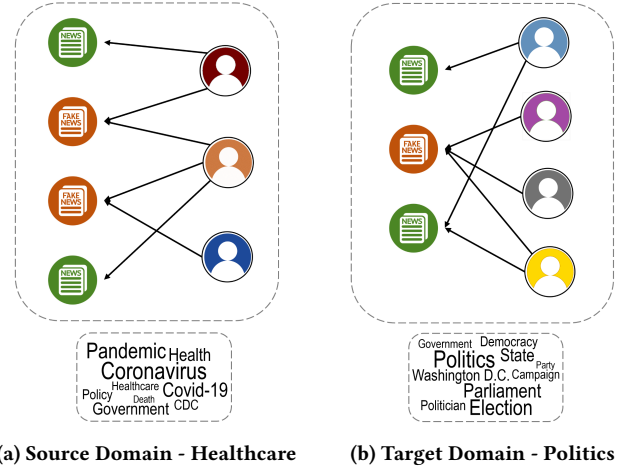 NEWS
FAKE
NEWS
FAKE
NEWS
NEWS
Pandemic Health
Coronavirus
Healthcare
Policy Death Covid-19
Government CDC
(a) Source Domain - Healthcare
NEWS
FAKE
NEWS
NEWS
Government Democracy
Politics State
Party
Washington D.C. Campaign
Parliament
Politician Election
(b) Target Domain - Politics